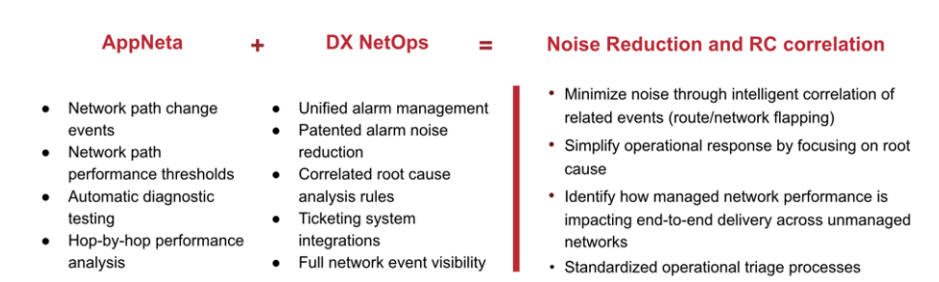 AppNeta + DX NetOps = Noise Reduction and RC correlation
● Network path change
events
● Network path
performance thresholds
● Automatic diagnostic
testing
● Hop-by-hop performance
analysis
● Unified alarm management
● Patented alarm noise
reduction
● Correlated root cause
analysis rules
● Ticketing system
integrations
● Full network event visibility
• Minimize noise through intelligent correlation of
related events (route/network flapping)
• Simplify operational response by focusing on root
cause
• Identify how managed network performance is
impacting end-to-end delivery across unmanaged
networks
• Standardized operational triage processes